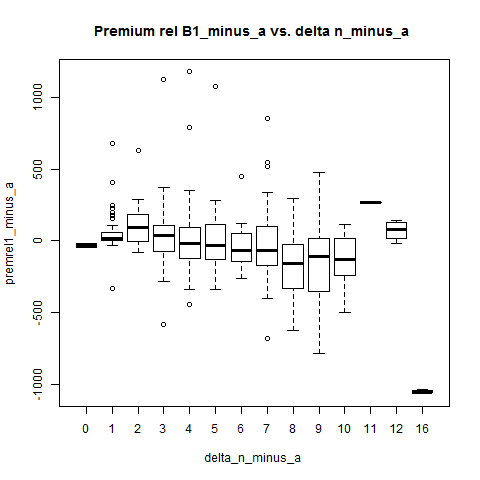 Premium rel B1_minus_a vs. delta n_minus_a
premrel1_minus_a
1000
500
0
-500
-1000
0 1 2 3 4 5 6 7 8 9 10 11 12 16
delta_n_minus_a